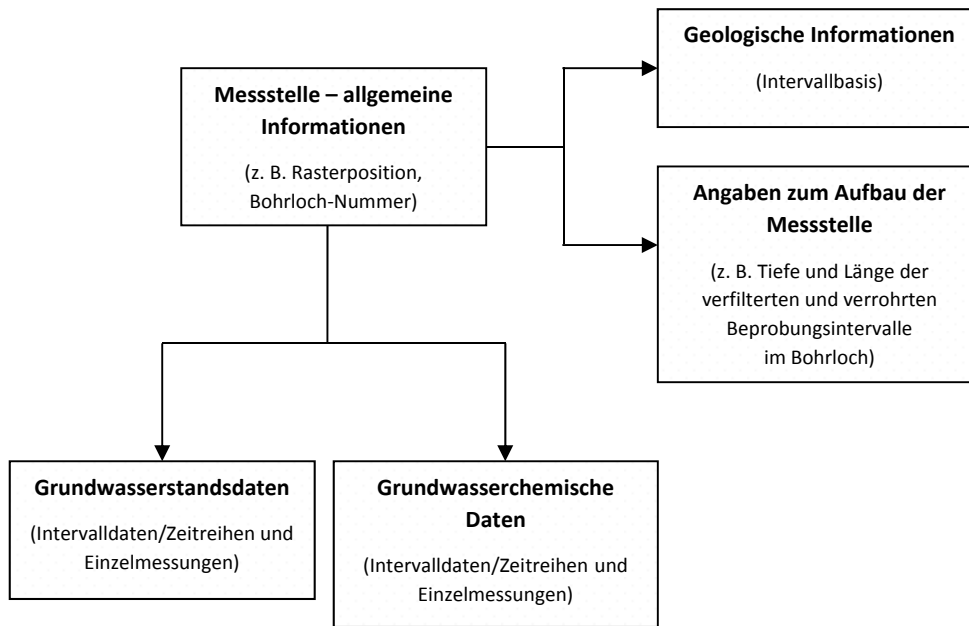 Geologische Informationen
(Intervallbasis)
Messstelle – allgemeine
Informationen
(z. B. Rasterposition,
Bohrloch-Nummer)
Angaben zum Aufbau der
Messstelle
(z. B. Tiefe und Länge der
verfilterten und verrohrten
Beprobungsintervalle
im Bohrloch)
Grundwasserstandsdaten
(Intervalldaten/Zeitreihen und
Einzelmessungen)
Grundwasserchemische
Daten
(Intervalldaten/Zeitreihen und
Einzelmessungen)